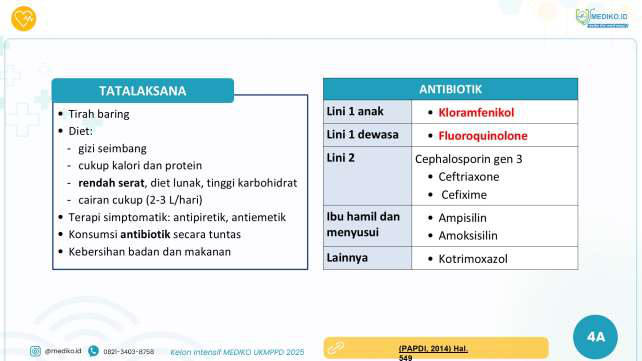 MEDIKO.ID
TATALAKSANA
• Tirah baring
• Diet:
- gizi seimbang
- cukup kalori dan protein
- rendah serat, diet lunak, tinggi karbohidrat
- cairan cukup (2-3 L/hari)
• Terapi simptomatik: antipiretik, antiemetik
• Konsumsi antibiotik secara tuntas
• Kebersihan badan dan makanan
ANTIBIOTIK
Lini 1 anak • Kloramfenikol
Lini 1 dewasa • Fluoroquinolone
Lini 2 Cephalosporin gen 3
• Ceftriaxone
• Cefixime
Ibu hamil dan • Ampisilin
menyusui • Amoksisilin
Lainnya • Kotrimoxazol
4A
@mediko.id 0821-3403-8758 Kelon Intensif MEDIKO UKMPPD 2025
(PAPDI, 2014) Hal.
549